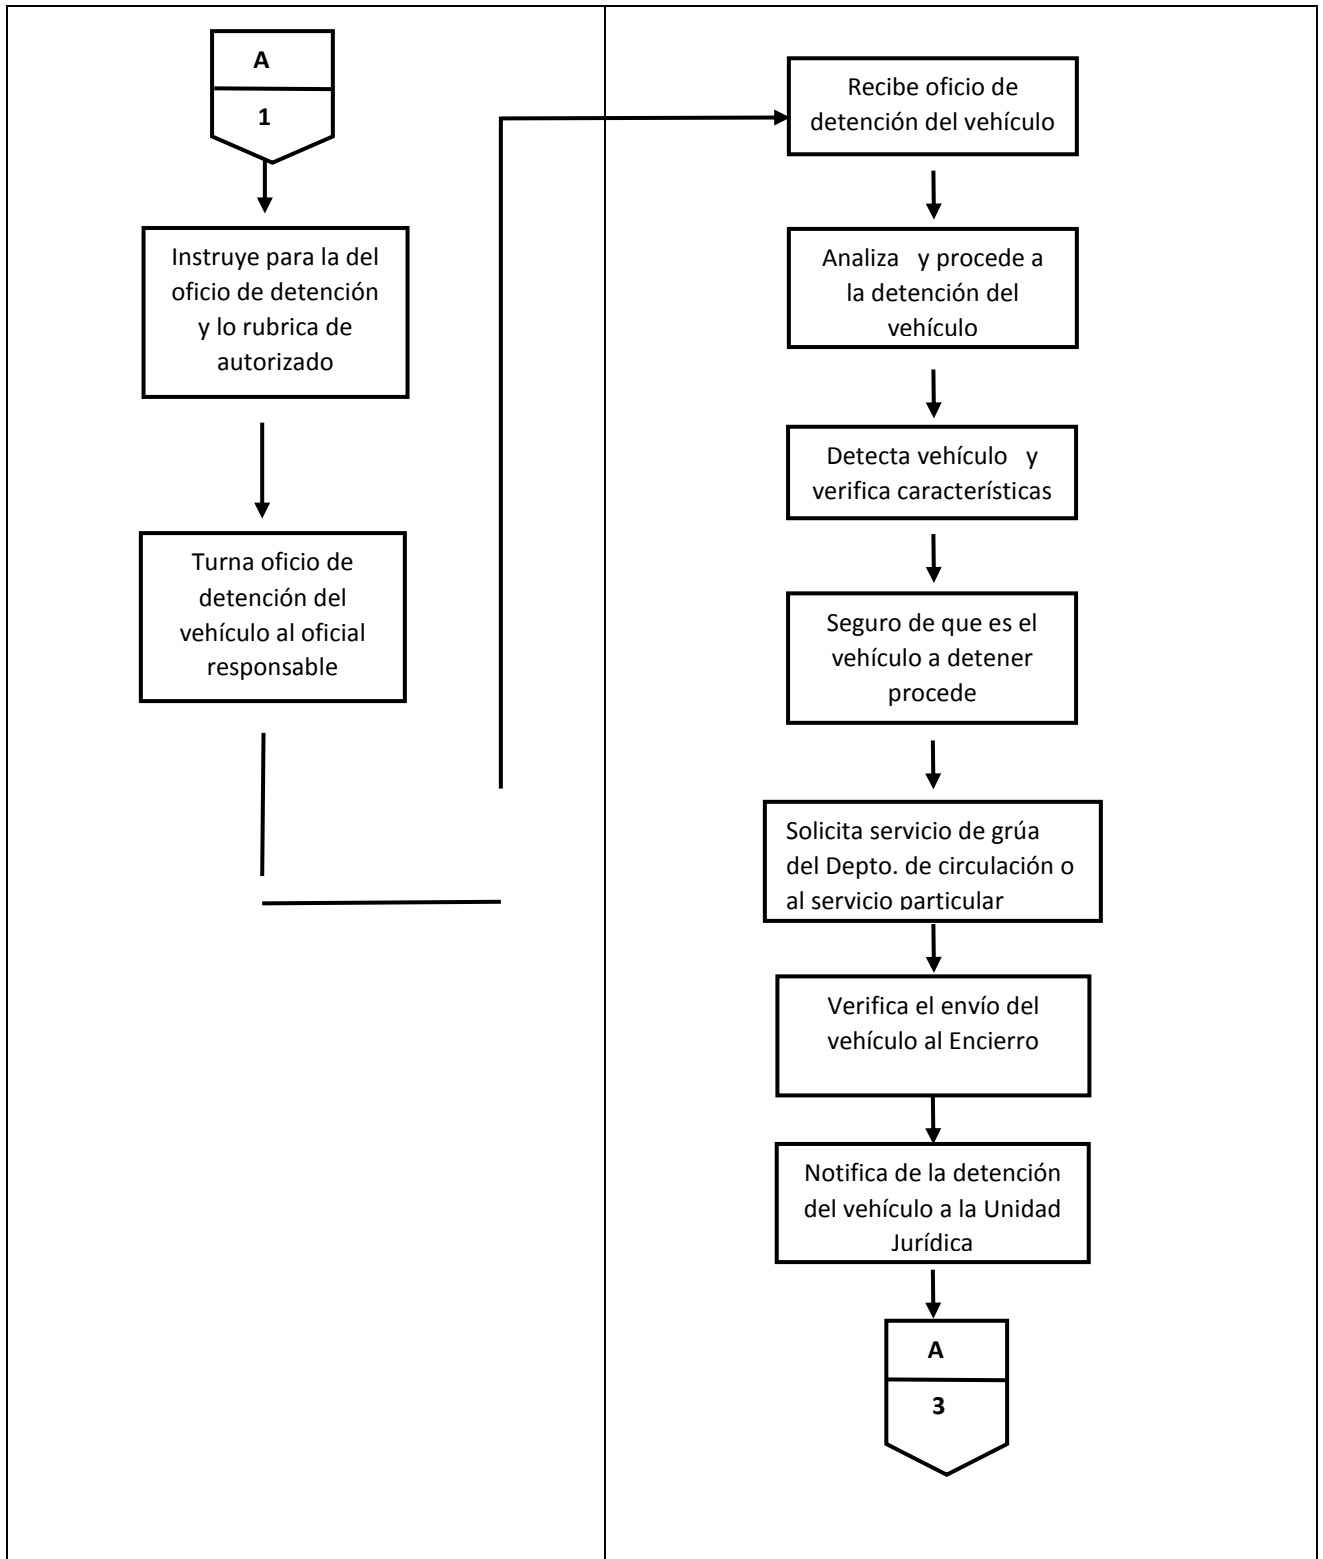 A
1
Instruye para la del
oficio de detención
y lo rubrica de
autorizado
Turna oficio de
detención del
vehículo al oficial
responsable
Recibe oficio de
detención del vehículo
Analiza y procede a
la detención del
vehículo
Detecta vehículo y
verifica características
Seguro de que es el
vehículo a detener
procede
Solicita servicio de grúa
del Depto. de circulación o
al servicio particular
Verifica el envío del
vehículo al Encierro
Notifica de la detención
del vehículo a la Unidad
Jurídica
A
3